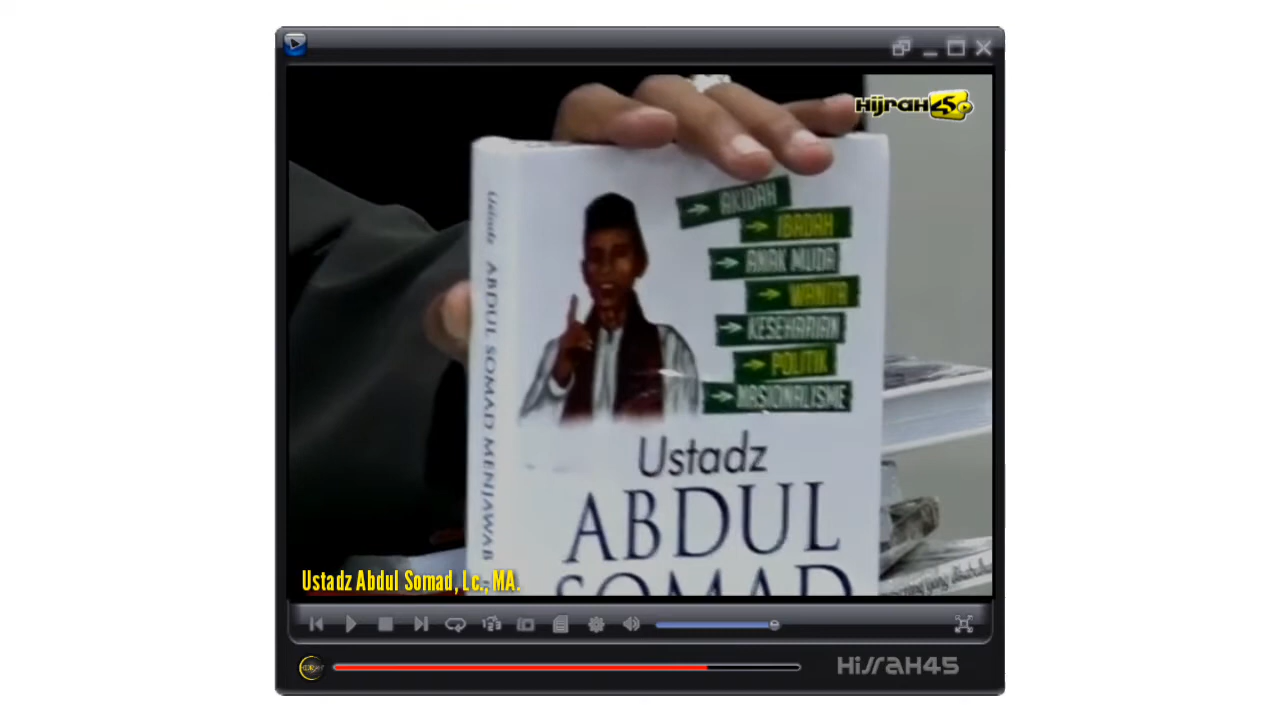 HijRAH45
Ustadz ABDUL SOMAD MENJAWAB
AKIDAH
IBADAH
ANAK MUDA
WANITA
KESEHARIAN
POLITIK
NASIONALISME
Ustadz
ABDUL
SOMAD
Ustadz Abdul Somad, Lc., MA.
HijRAH45